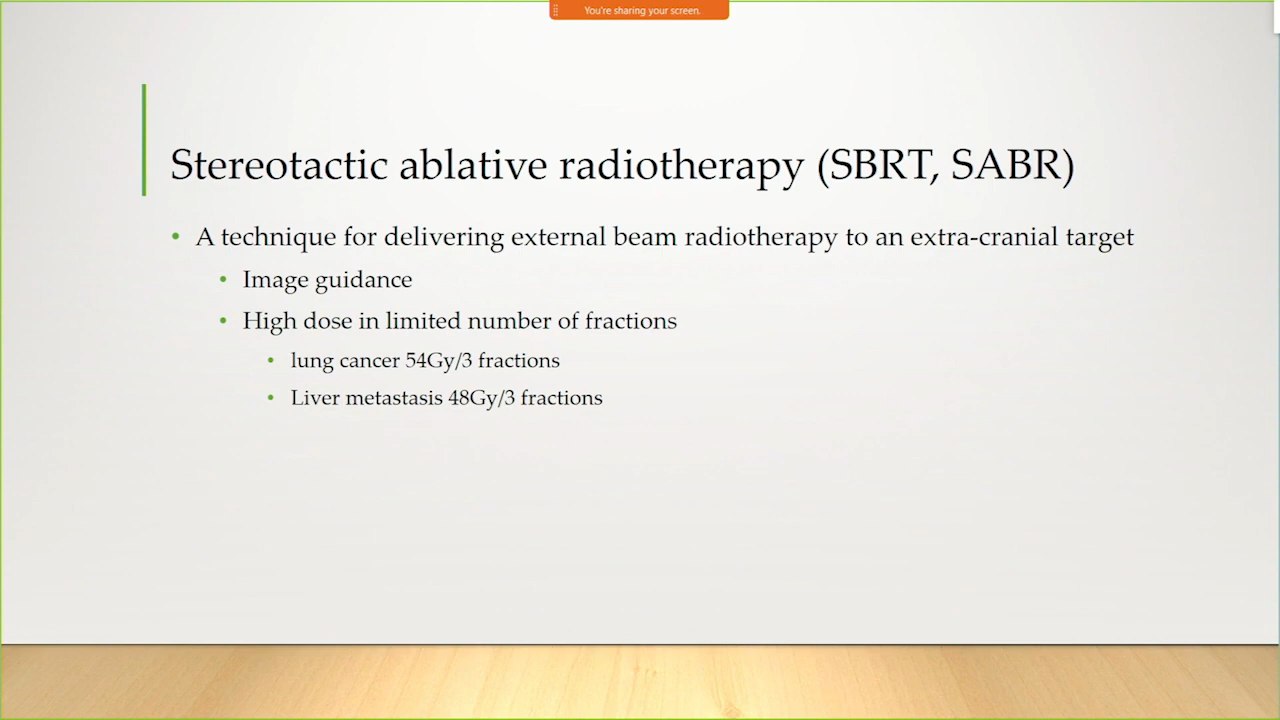 You're sharing your screen.
Stereotactic ablative radiotherapy (SBRT, SABR)
• A technique for delivering external beam radiotherapy to an extra-cranial target
• Image guidance
• High dose in limited number of fractions
• lung cancer 54Gy/3 fractions
• Liver metastasis 48Gy/3 fractions